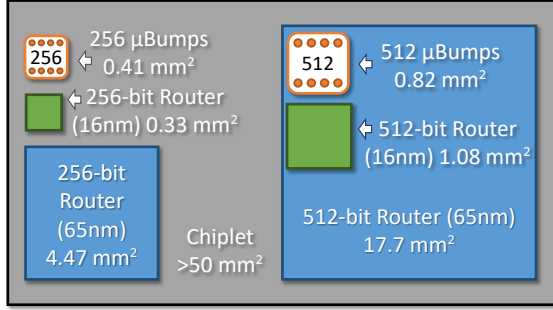 256
256 µBumps
0.41 mm²
256-bit Router
(16nm) 0.33 mm²
256-bit
Router
(65nm)
4.47 mm²
Chiplet
>50 mm²
512
512 µBumps
0.82 mm²
512-bit Router
(16nm) 1.08 mm²
512-bit Router (65nm)
17.7 mm²